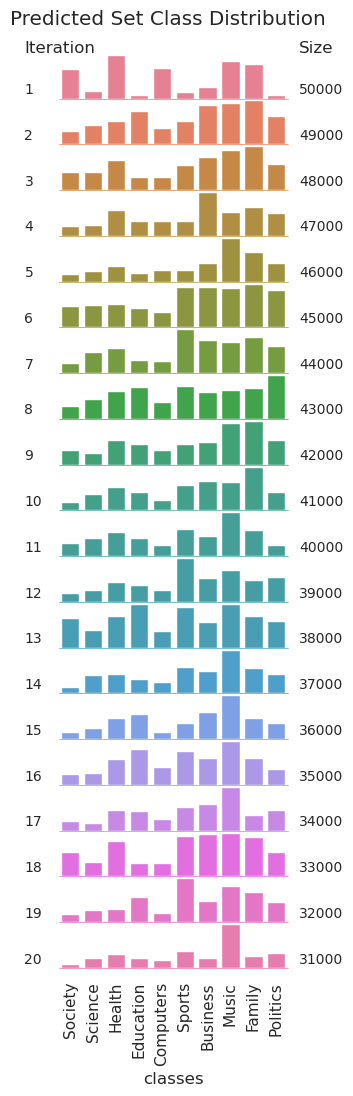 Predicted Set Class Distribution
Iteration Size
1 50000
2 49000
3 48000
4 47000
5 46000
6 45000
7 44000
8 43000
9 42000
10 41000
11 40000
12 39000
13 38000
14 37000
15 36000
16 35000
17 34000
18 33000
19 32000
20 31000
Society
Science
Health
Education
Computers
Sports
Business
Music
Family
Politics
classes